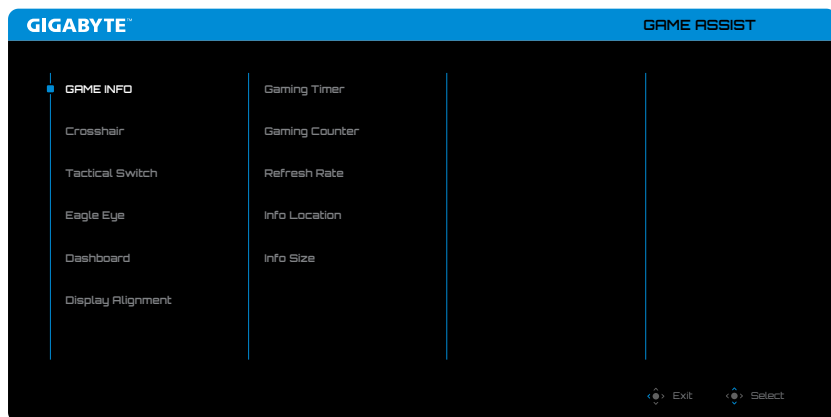 GIGABYTE™
GAME ASSIST
GAME INFO
Crosshair
Tactical Switch
Eagle Eye
Dashboard
Display Alignment
Gaming Timer
Gaming Counter
Refresh Rate
Info Location
Info Size
Exit
Select